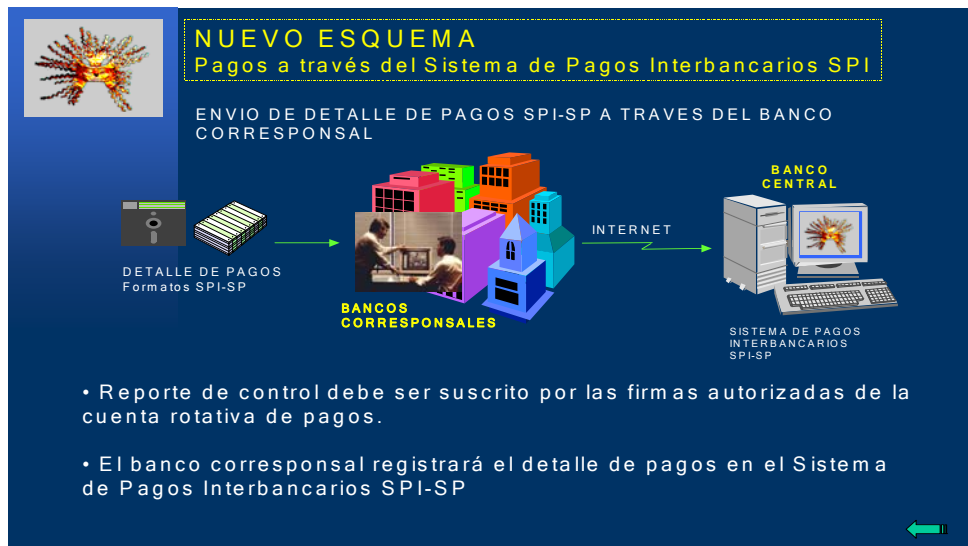 NUEVO ESQUEMA
Pagos a través del Sistema de Pagos Interbancarios SPI
ENVIO DE DETALLE DE PAGOS SPI-SP A TRAVES DEL BANCO
CORRESPONSAL
BANCO
CENTRAL
INTERNET
DETALLE DE PAGOS
Formatos SPI-SP
BANCOS
CORRESPONSALES
SISTEMA DE PAGOS
INTERBANCARIOS
SPI-SP
• Reporte de control debe ser suscrito por las firmas autorizadas de la
cuenta rotativa de pagos.
• El banco corresponsal registrará el detalle de pagos en el Sistema
de Pagos Interbancarios SPI-SP